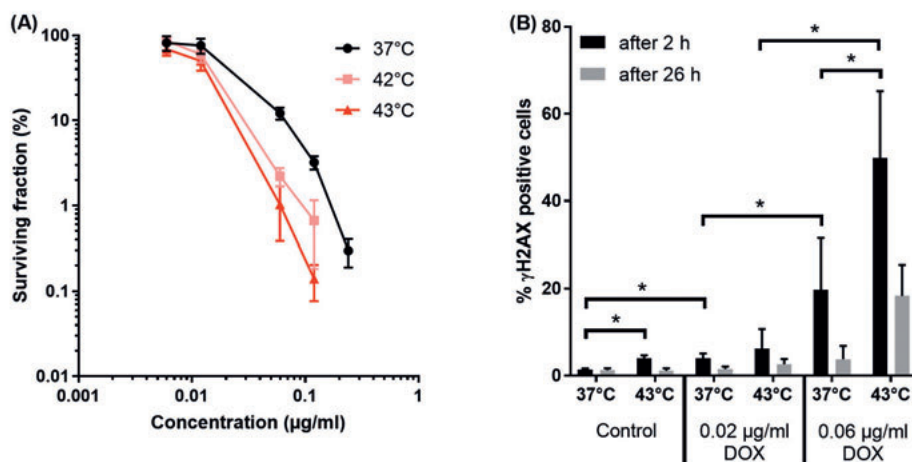 (A)
100
10
1
0.1
0.01
0.001
0.01
0.1
1
Surviving fraction (%)
Concentration (µg/ml)
37°C
42°C
43°C
(B)
80
60
40
20
0
% γH2AX positive cells
after 2 h
after 26 h
*
*
*
*
*
37°C 43°C 37°C 43°C 37°C 43°C
Control 0.02 µg/ml 0.06 µg/ml
DOX DOX